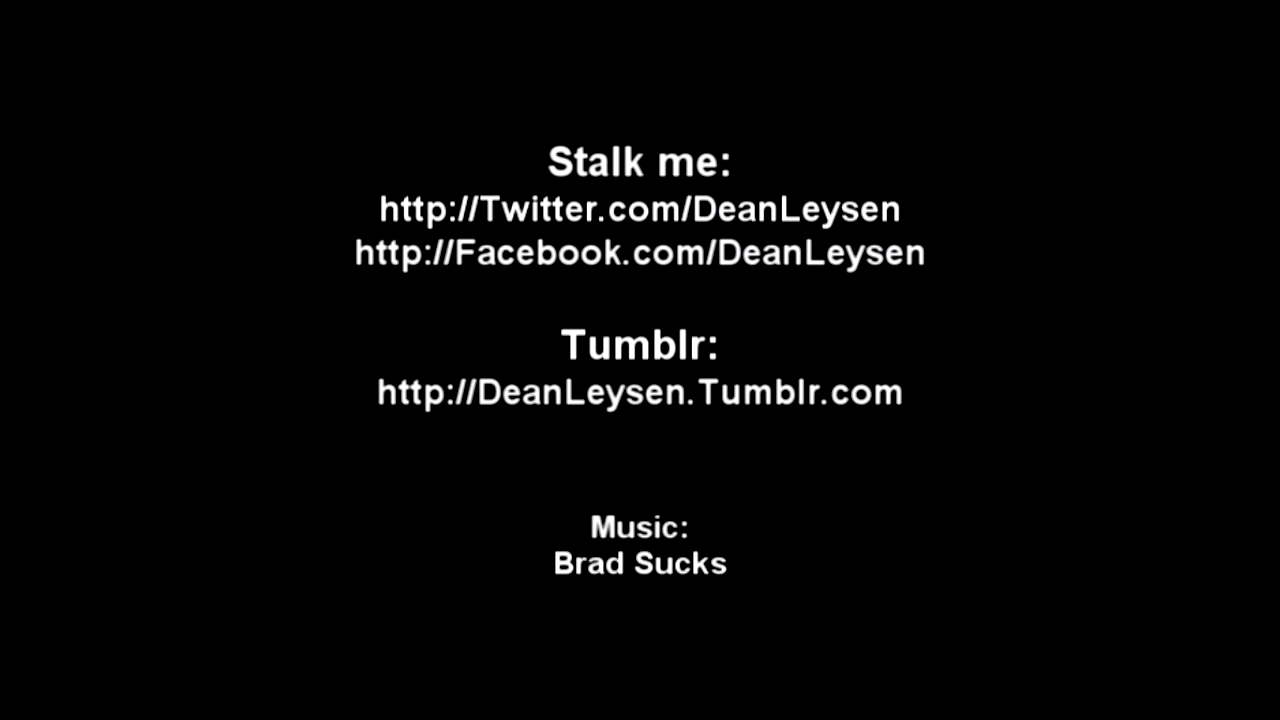 Stalk me:
http://Twitter.com/DeanLeysen
http://Facebook.com/DeanLeysen
Tumblr:
http://DeanLeysen.Tumblr.com
Music:
Brad Sucks